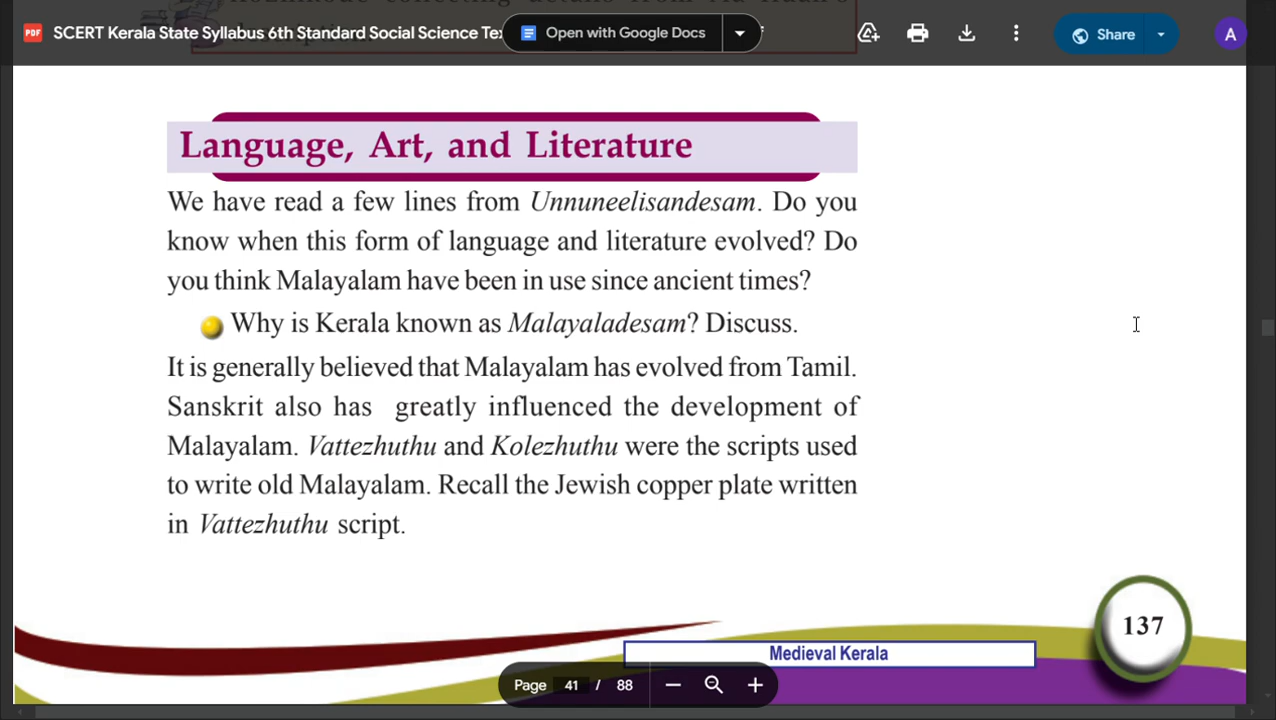 SCERT Kerala State Syllabus 6th Standard Social Science Te
Open with Google Docs
Share
A
Language, Art, and Literature
We have read a few lines from Unnuneelisandesam. Do you
know when this form of language and literature evolved? Do
you think Malayalam have been in use since ancient times?
Why is Kerala known as Malayaladesam? Discuss.
It is generally believed that Malayalam has evolved from Tamil.
Sanskrit also has greatly influenced the development of
Malayalam. Vattezhuthu and Kolezhuthu were the scripts used
to write old Malayalam. Recall the Jewish copper plate written
in Vattezhuthu script.
137
Medieval Kerala
Page 41 / 88